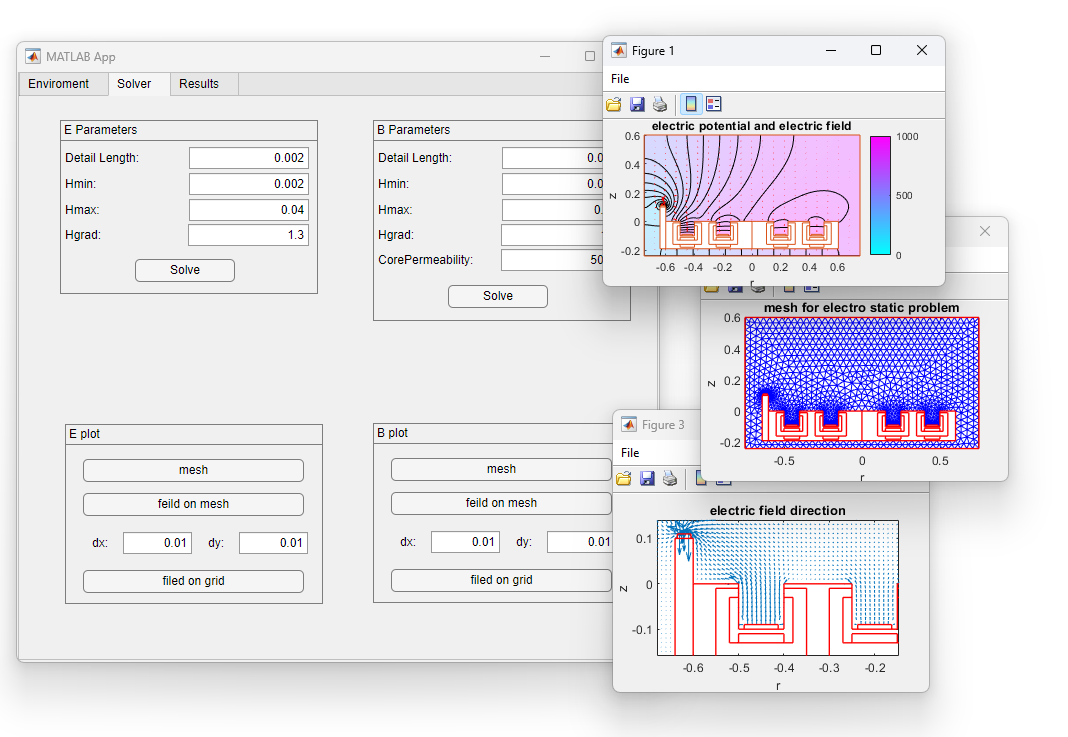 MATLAB App
Enviroment Solver Results
E Parameters
Detail Length: 0.002
Hmin: 0.002
Hmax: 0.04
Hgrad: 1.3
Solve
B Parameters
Detail Length: 0.0
Hmin: 0.0
Hmax: 0.
Hgrad:
CorePermeability: 50
Solve
E plot
mesh
feild on mesh
dx: 0.01 dy: 0.01
filed on grid
B plot
mesh
feild on mesh
dx: 0.01 dy: 0.01
filed on grid
Figure 1
File
electric potential and electric field
0.6
0.4
0.2
0
-0.2
z
-0.6 -0.4 -0.2 0 0.2 0.4 0.6
r
1000
500
0
mesh for electro static problem
0.6
0.4
0.2
0
-0.2
z
-0.5 0 0.5
r
Figure 3
File
electric field direction
0.1
0
-0.1
z
-0.6 -0.5 -0.4 -0.3 -0.2
r